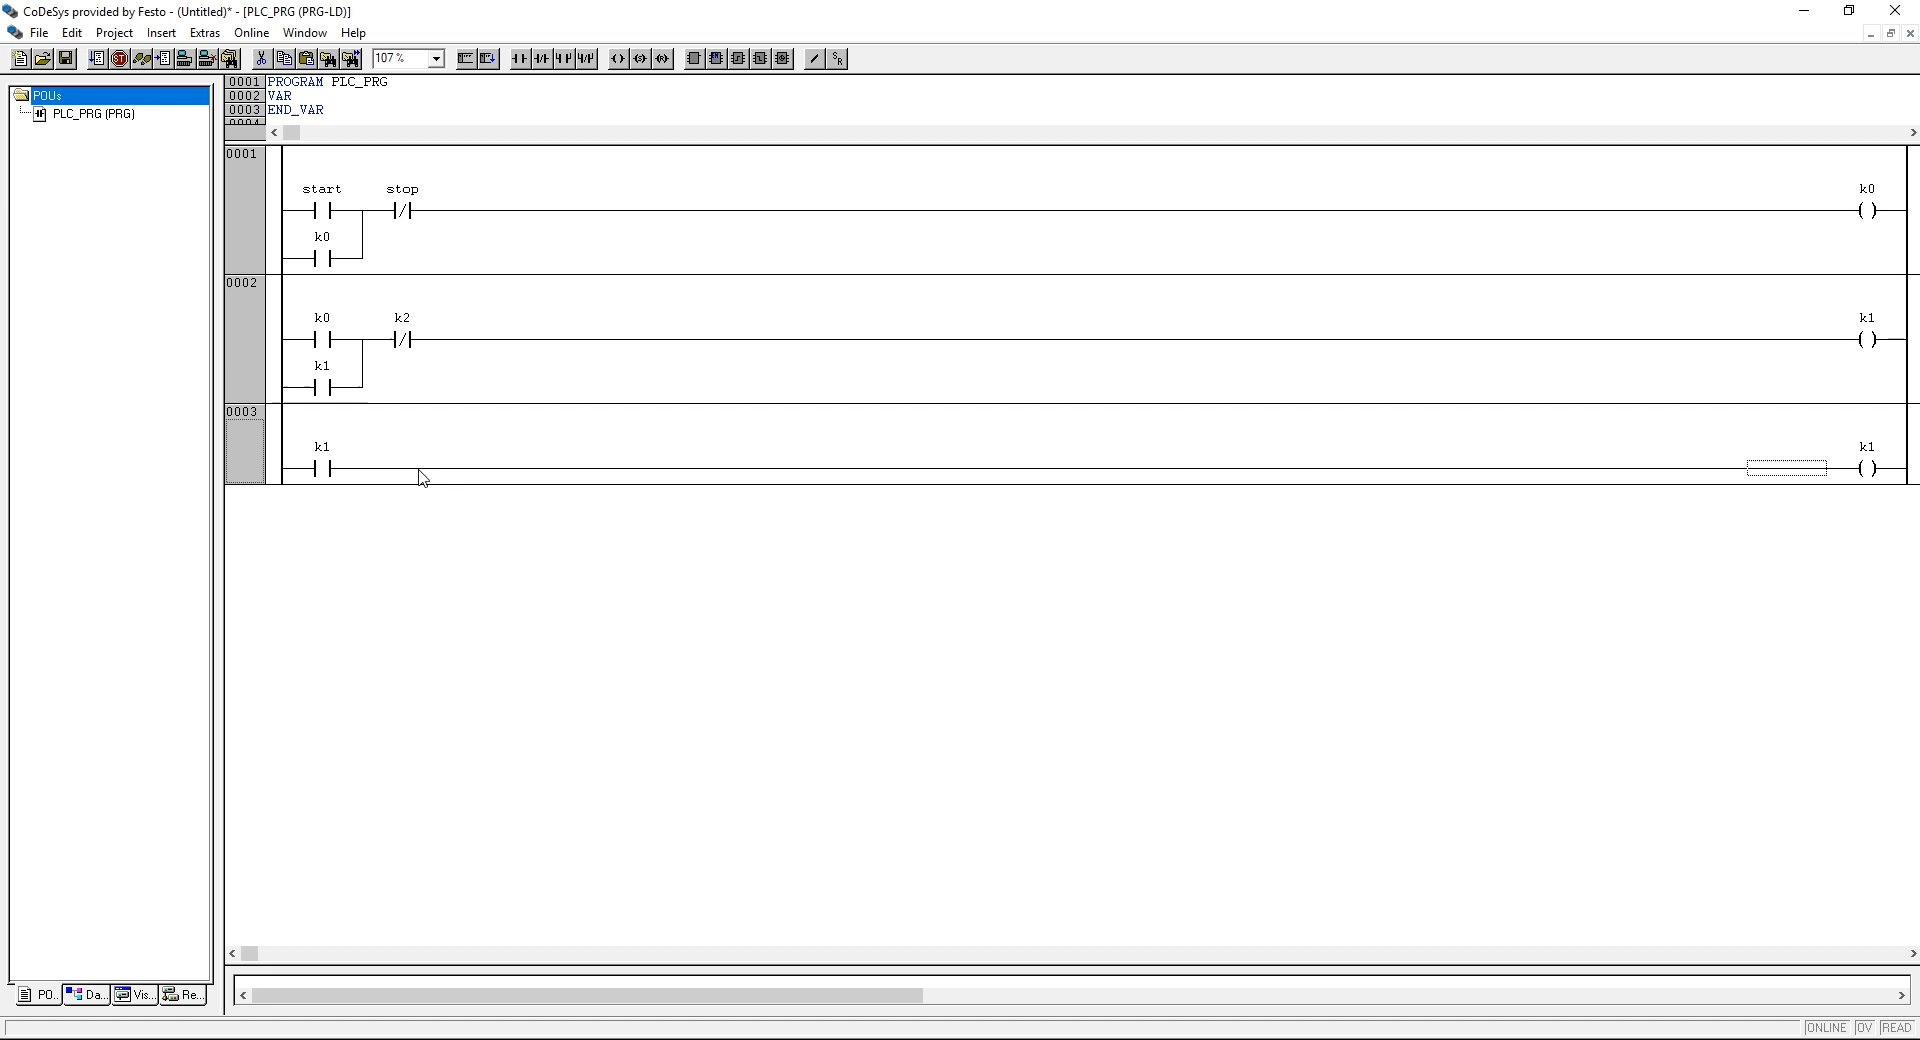 CoDeSys provided by Festo - (Untitled)* - [PLC_PRG (PRG-LD)]
File Edit Project Insert Extras Online Window Help
107 %
POUs
PLC_PRG (PRG)
0001 PROGRAM PLC_PRG
0002 VAR
0003 END_VAR
0004
0001
start stop k0
k0
0002
k0 k2 k1
k1
0003
k1 k1
PO... Da... Vis... Re...
ONLINE OV READ